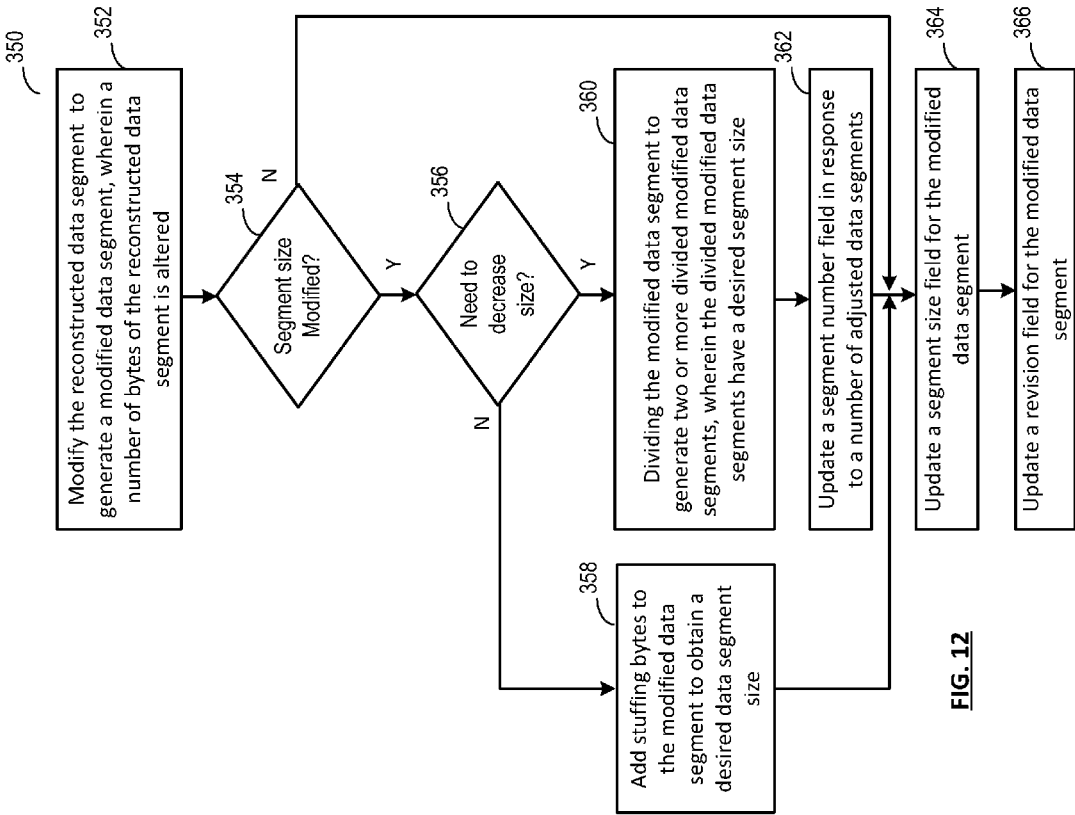 350
352
Modify the reconstructed data segment to
generate a modified data segment, wherein a
number of bytes of the reconstructed data
segment is altered
354
Segment size
Modified?
N
Y
356
Need to
decrease
size?
N
Y
358
Add stuffing bytes to
the modified data
segment to obtain a
desired data segment
size
360
Dividing the modified data segment to
generate two or more divided modified data
segments, wherein the divided modified data
segments have a desired segment size
362
Update a segment number field in response
to a number of adjusted data segments
364
Update a segment size field for the modified
data segment
366
Update a revision field for the modified data
segment
FIG. 12